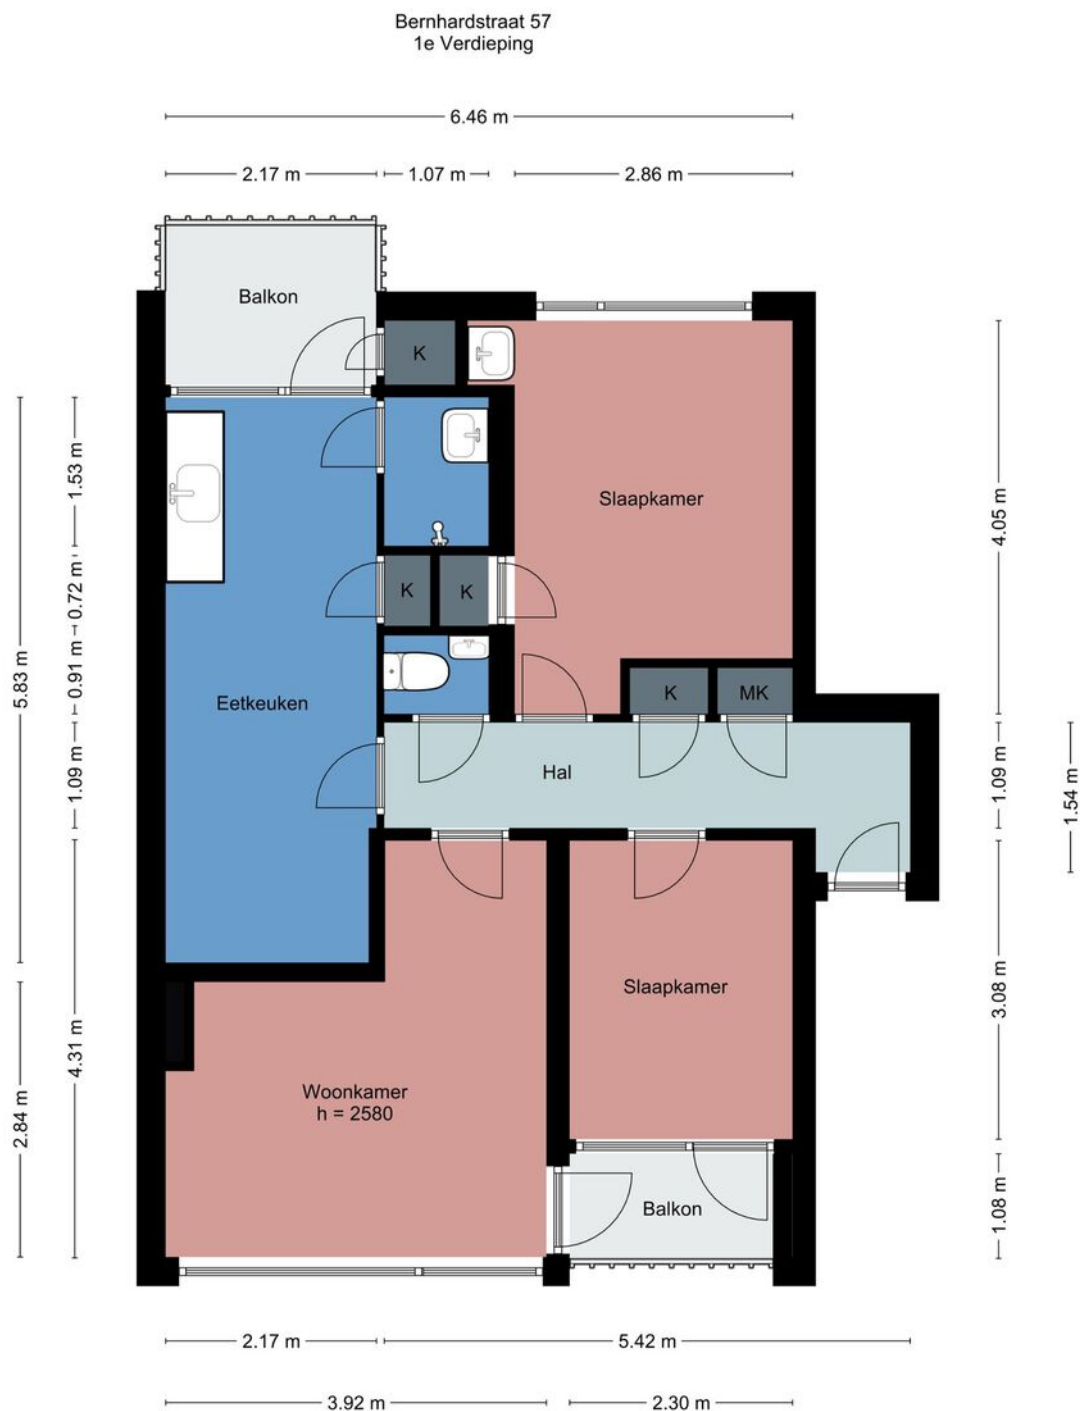 Bernhardstraat 57
1e Verdieping
6.46 m
2.17 m
1.07 m
2.86 m
Balkon
K
1.53 m
Slaapkamer
4.05 m
0.72 m
K
K
0.91 m
5.83 m
Eetkeuken
K
MK
1.09 m
Hal
1.09 m
1.54 m
Slaapkamer
3.08 m
4.31 m
2.84 m
Woonkamer
h = 2580
Balkon
1.08 m
2.17 m
5.42 m
3.92 m
2.30 m